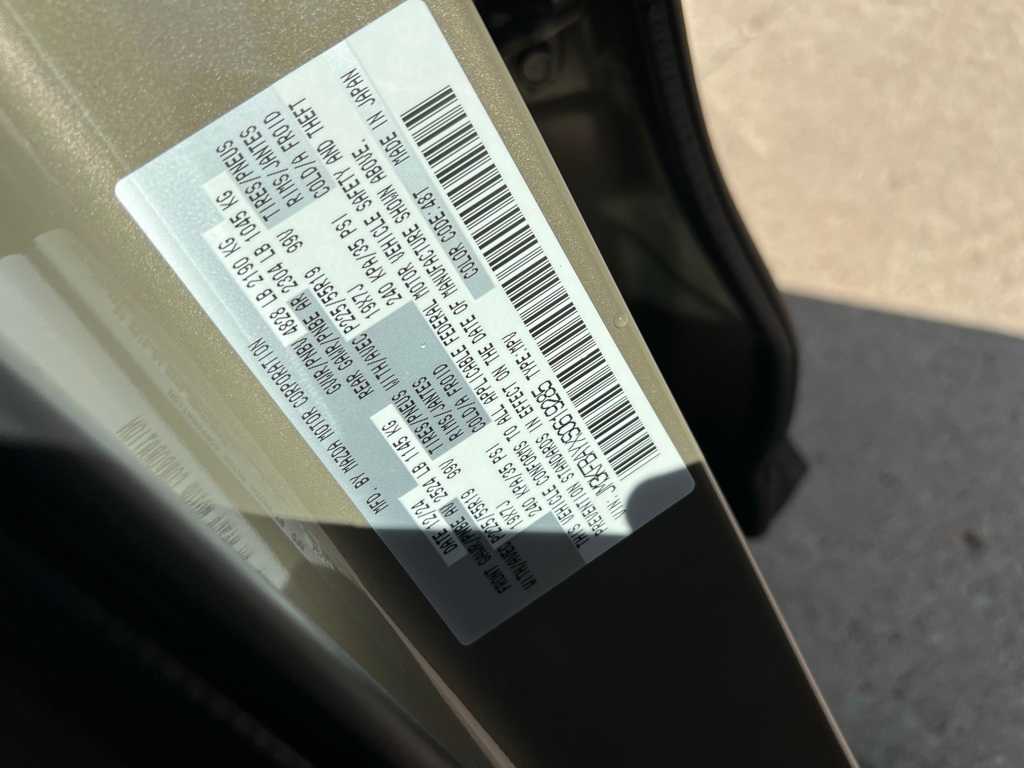 MFD. BY MAZDA MOTOR CORPORATION
DATE 12/24 GVWR/PNBV 4828 LB 2190 KG
FRONT GAWR/PNBE AV 2524 LB 1145 KG REAR GAWR/PNBE AR 2304 LB 1045 KG
WITH/AVEC P225/55R19 99V TIRES/PNEUS WITH/AVEC P225/55R19 99V TIRES/PNEUS
19X7J RIMS/JANTES 19X7J RIMS/JANTES
240 KPA/35 PSI COLD/A FROID 240 KPA/35 PSI COLD/A FROID
THIS VEHICLE CONFORMS TO ALL APPLICABLE FEDERAL MOTOR VEHICLE SAFETY AND THEFT
PREVENTION STANDARDS IN EFFECT ON THE DATE OF MANUFACTURE SHOWN ABOVE.
COLOR CODE:48T MADE IN JAPAN
JM3KFBAYXS0619285 TYPE:MPV